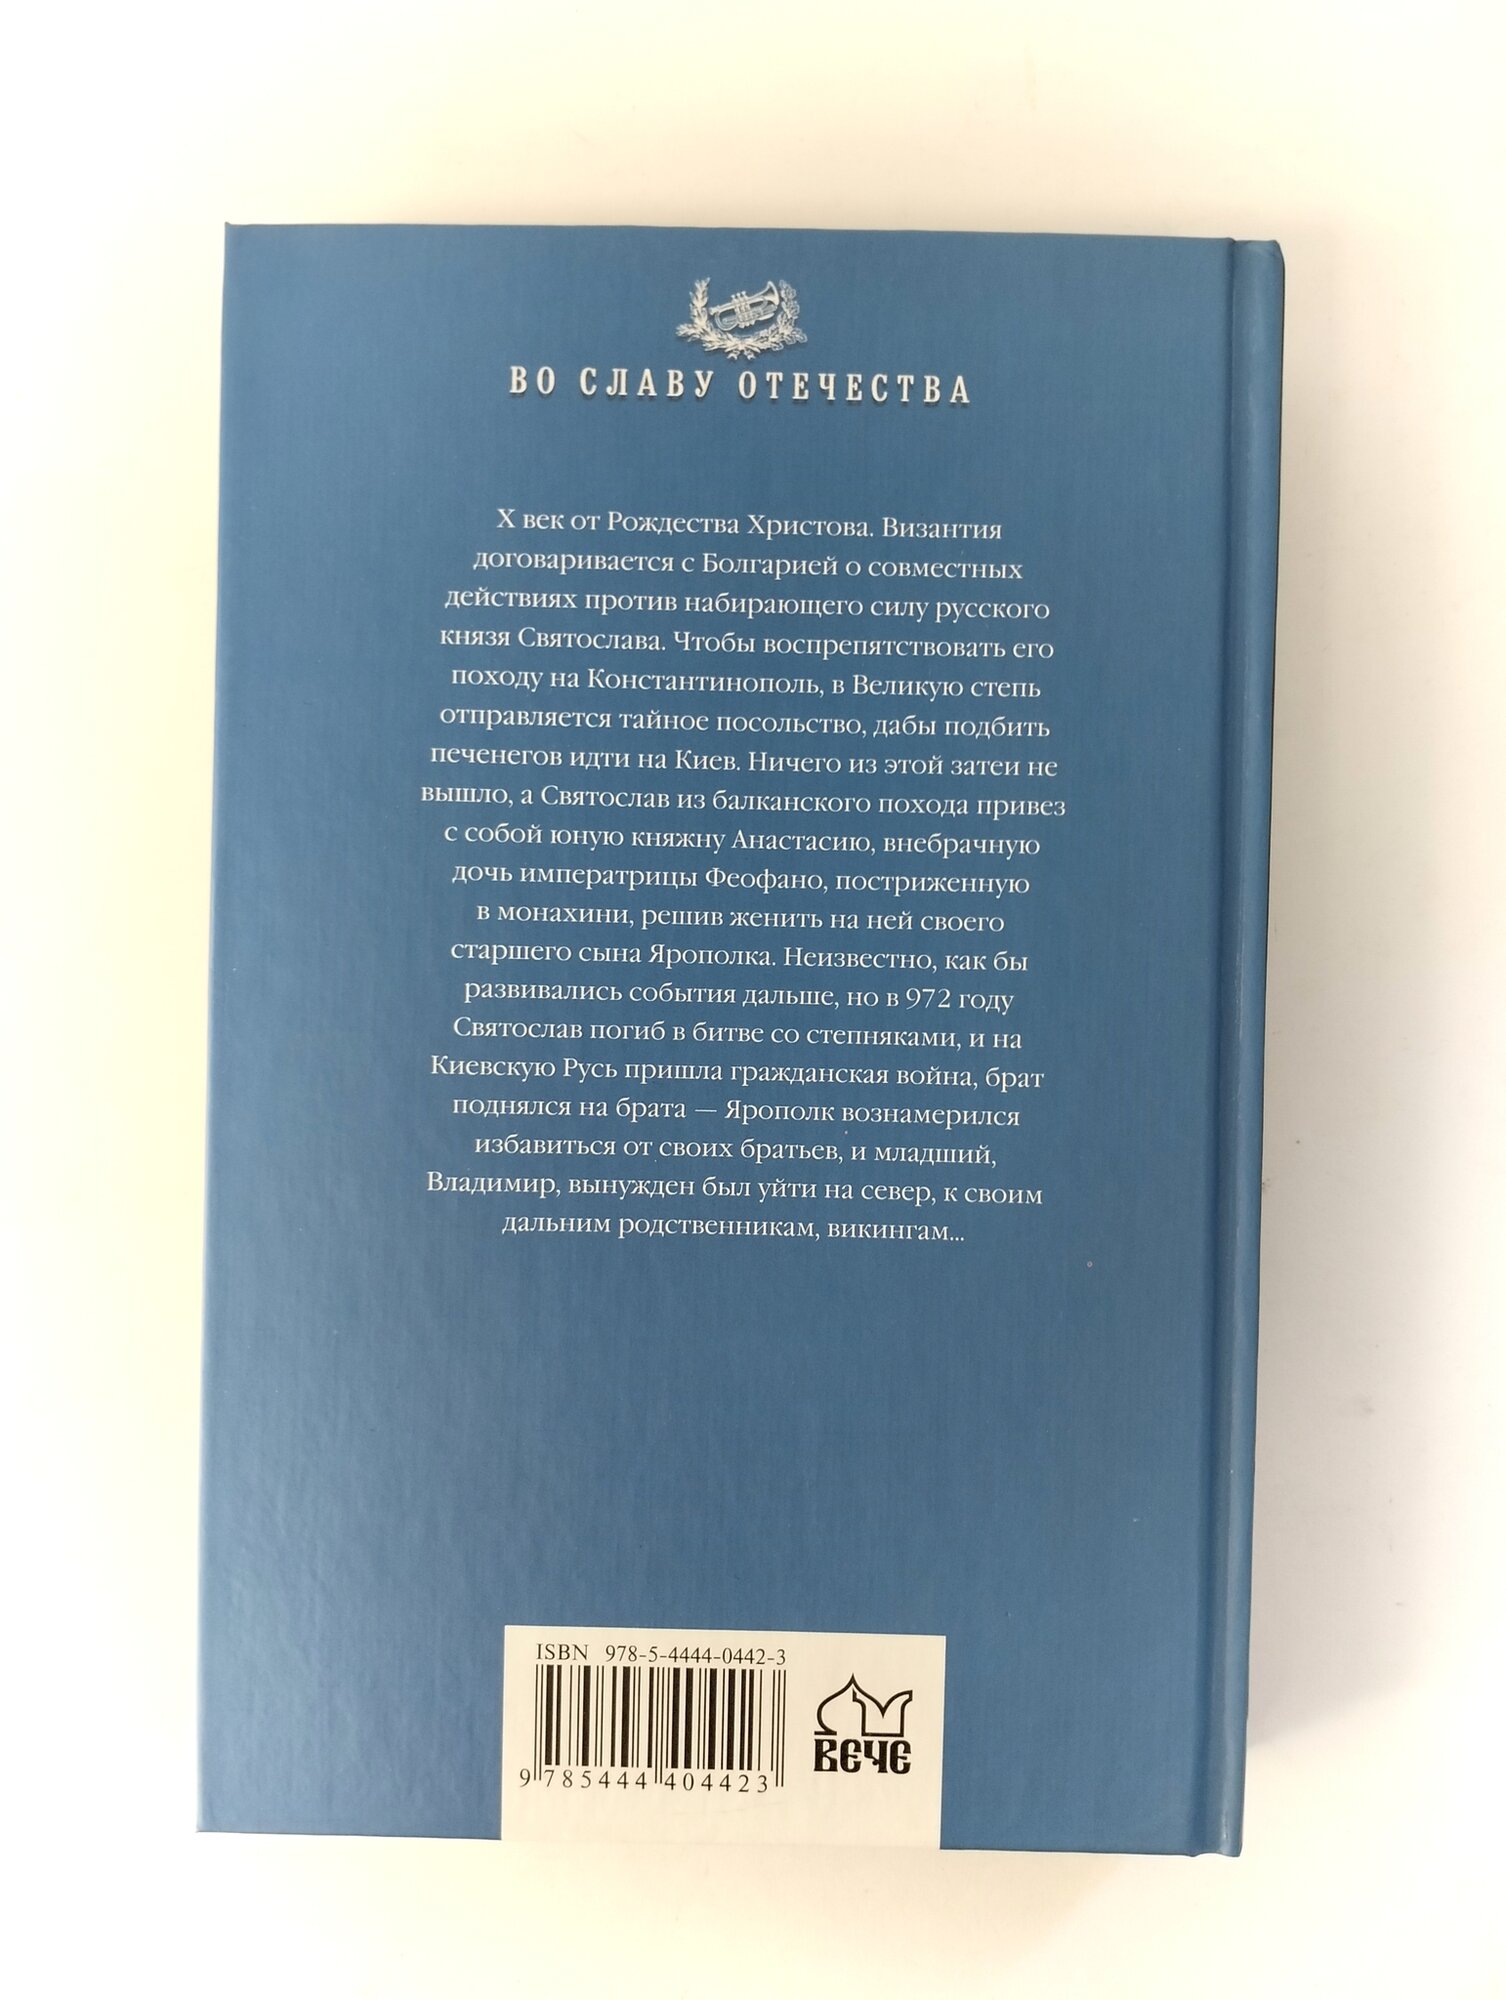 ВО СЛАВУ ОТЕЧЕСТВА
X век от Рождества Христова. Византия
договаривается с Болгарией о совместных
действиях против набирающего силу русского
князя Святослава. Чтобы воспрепятствовать его
походу на Константинополь, в Великую степь
отправляется тайное посольство, дабы подбить
печенегов идти на Киев. Ничего из этой затеи не
вышло, а Святослав из балканского похода привез
с собой юную княжну Анастасию, внебрачную
дочь императрицы Феофано, постриженную
в монахини, решив женить на ней своего
старшего сына Ярополка. Неизвестно, как бы
развивались события дальше, но в 972 году
Святослав погиб в битве со степняками, и на
Киевскую Русь пришла гражданская война, брат
поднялся на брата — Ярополк вознамерился
избавиться от своих братьев, и младший,
Владимир, вынужден был уйти на север, к своим
дальним родственникам, викингам...
ISBN 978-5-4444-0442-3
9 785444 404423
ВЕЧЕ